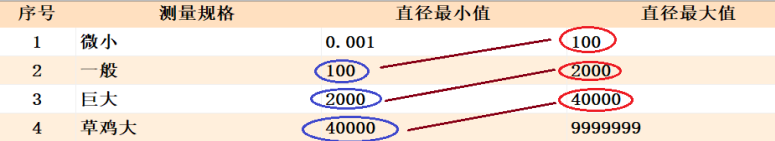 序号 测量规格 直径最小值 直径最大值
1 微小 0.001 100
2 一般 100 2000
3 巨大 2000 40000
4 草鸡大 40000 9999999